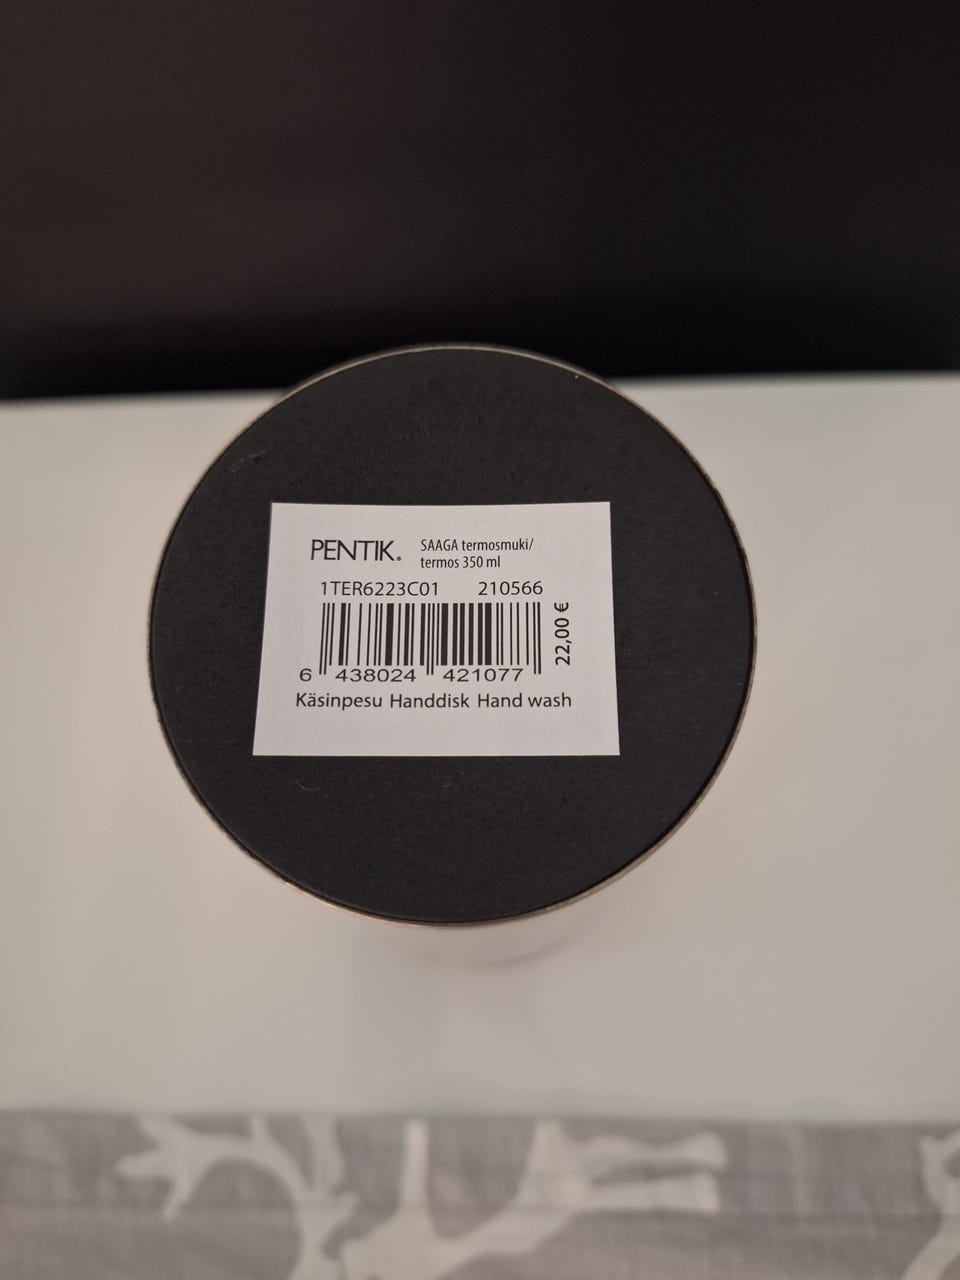 PENTIK.
SAAGA termosmuki/
termos 350 ml
1TER6223C01 210566
22,00 €
6 438024 421077
Käsinpesu Handdisk Hand wash